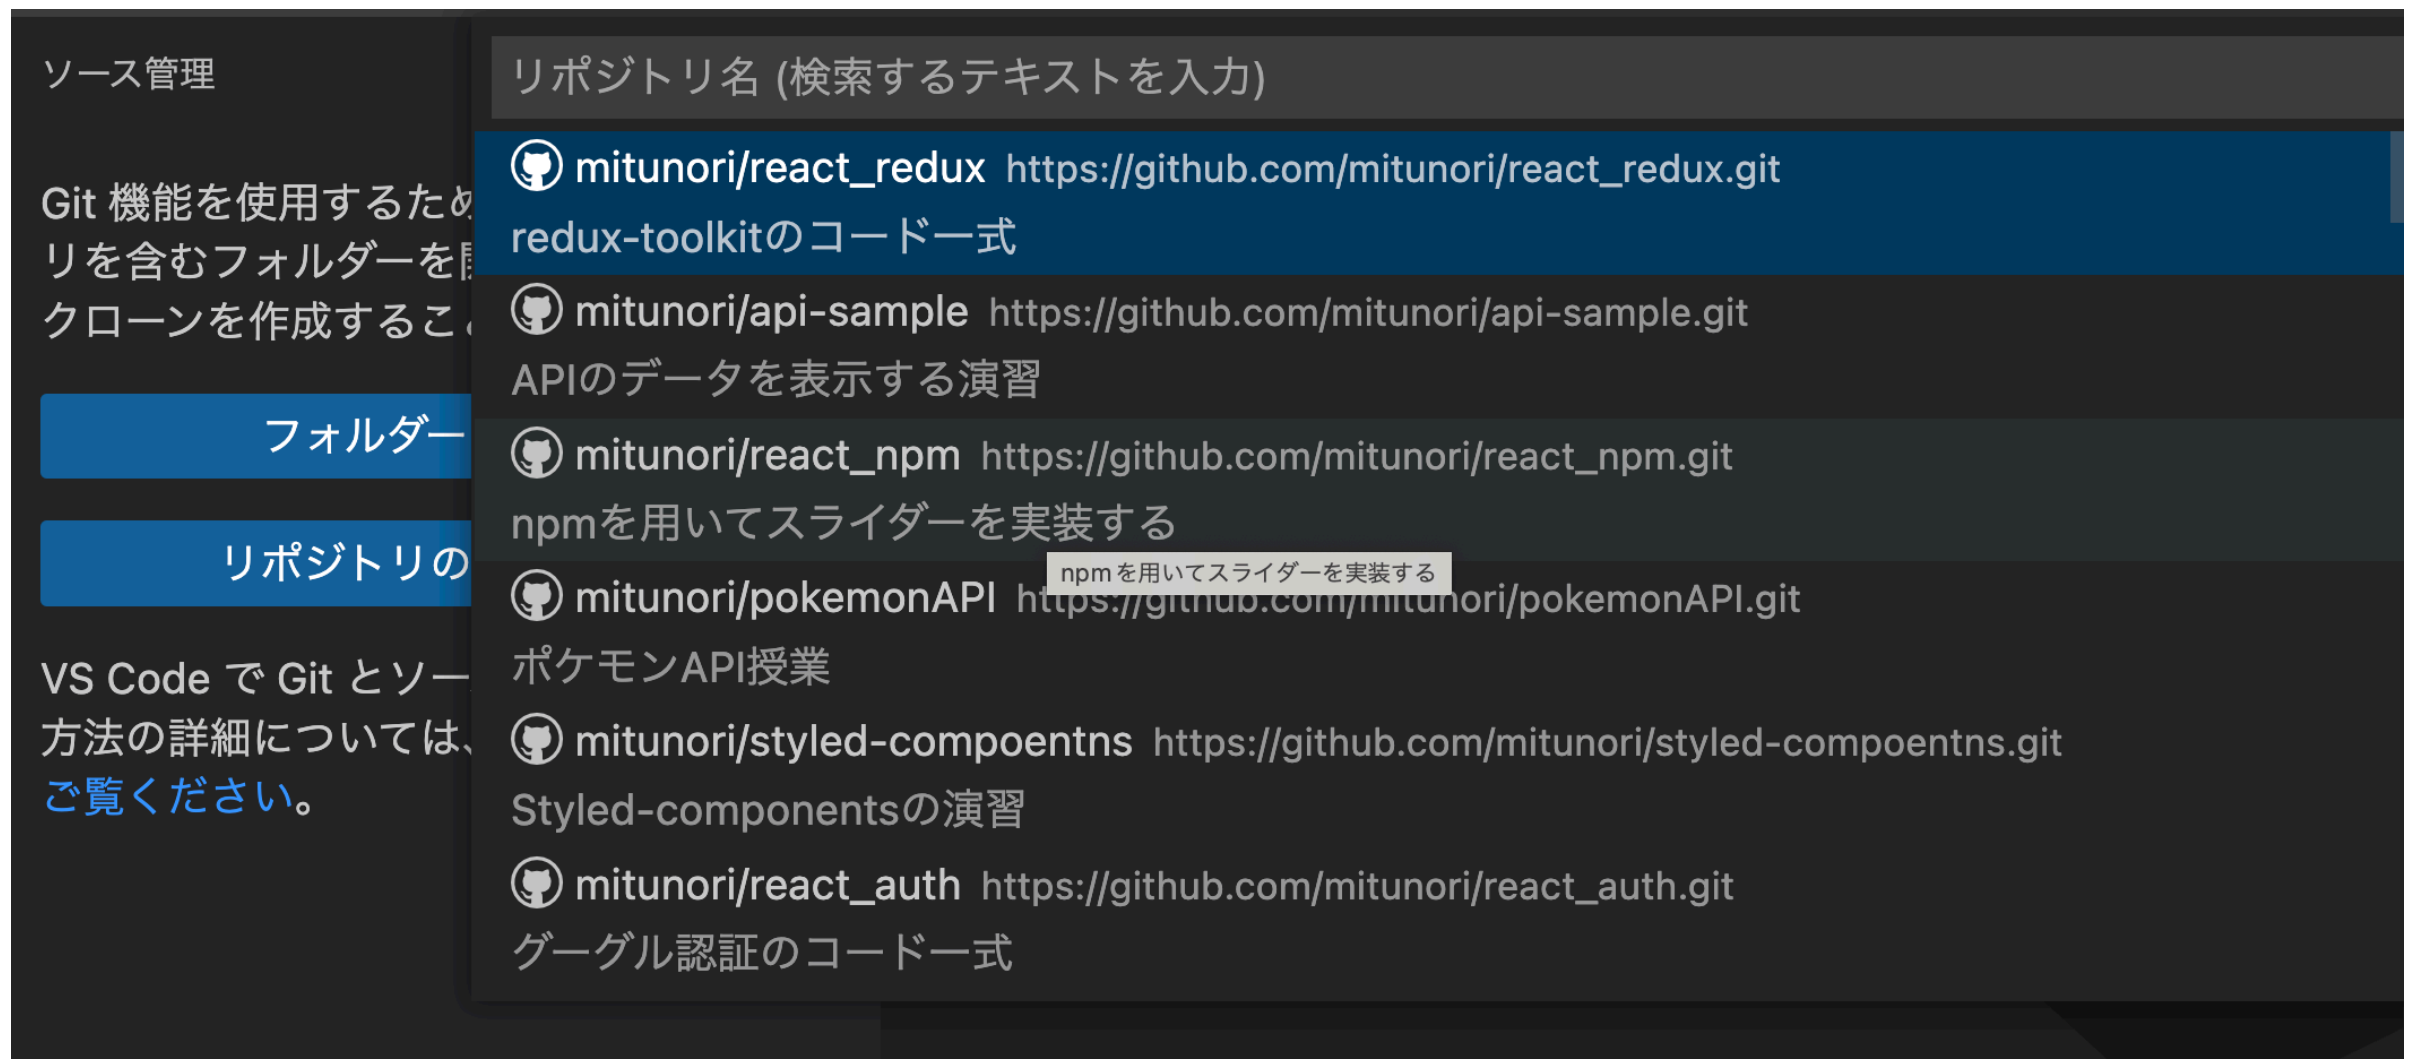 ソース管理
Git 機能を使用するため
リを含むフォルダーを
クローンを作成するこ
フォルダー
リポジトリの
VS Code で Git とソー
方法の詳細については、
ご覧ください。
リポジトリ名 (検索するテキストを入力)
mitunori/react_redux https://github.com/mitunori/react_redux.git
redux-toolkitのコード一式
mitunori/api-sample https://github.com/mitunori/api-sample.git
APIのデータを表示する演習
mitunori/react_npm https://github.com/mitunori/react_npm.git
npmを用いてスライダーを実装する
npmを用いてスライダーを実装する
mitunori/pokemonAPI https://github.com/mitunori/pokemonAPI.git
ポケモンAPI授業
mitunori/styled-compoentns https://github.com/mitunori/styled-compoentns.git
Styled-componentsの演習
mitunori/react_auth https://github.com/mitunori/react_auth.git
グーグル認証のコード一式